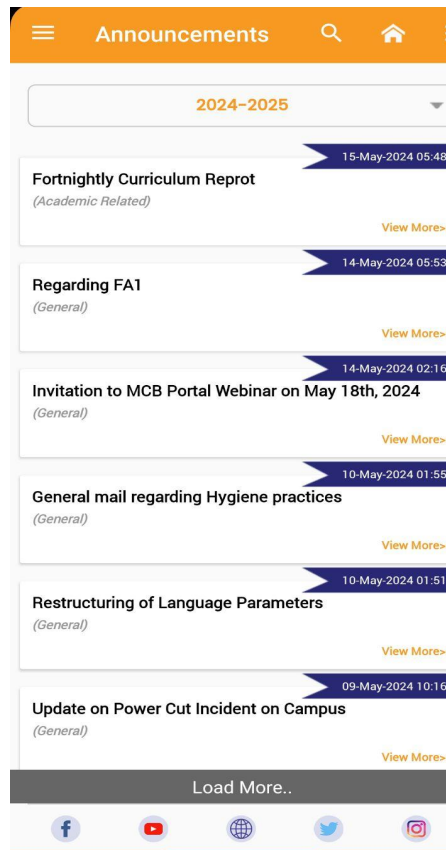 Announcements
2024-2025
15-May-2024 05:48
Fortnightly Curriculum Reprot
(Academic Related)
View More>
14-May-2024 05:53
Regarding FA1
(General)
View More>
14-May-2024 02:16
Invitation to MCB Portal Webinar on May 18th, 2024
(General)
View More>
10-May-2024 01:55
General mail regarding Hygiene practices
(General)
View More>
10-May-2024 01:51
Restructuring of Language Parameters
(General)
View More>
09-May-2024 10:16
Update on Power Cut Incident on Campus
(General)
View More>
Load More..